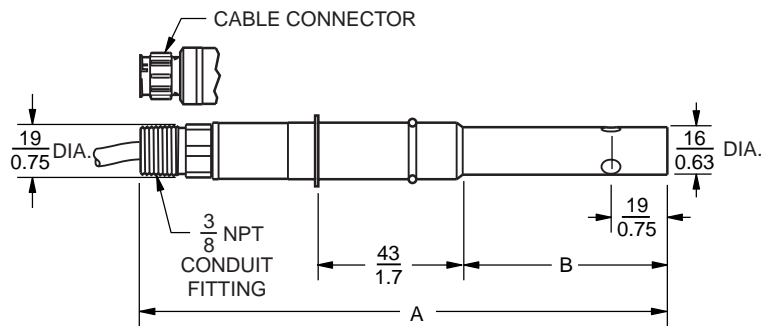 CABLE CONNECTOR
19
0.75 DIA.
16
0.63 DIA.
19
0.75
3
8 NPT
CONDUIT
FITTING
43
1.7
B
A